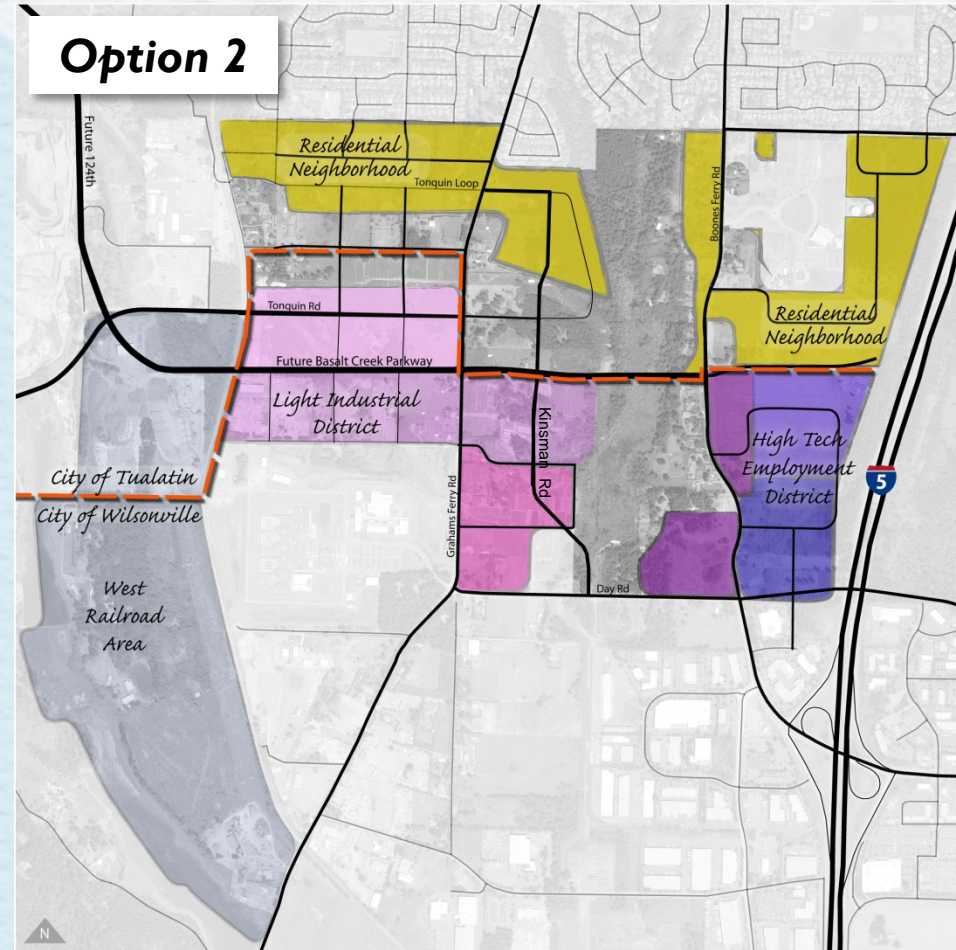 Option 2
Future 124th
Residential
Neighborhood
Tonquin Loop
Boones Ferry Rd
Tonquin Rd
Residential
Neighborhood
Future Basalt Creek Parkway
Light Industrial
District
Kinsman Rd
High Tech
Employment
District
5
City of Tualatin
City of Wilsonville
Grahams Ferry Rd
West
Railroad
Area
Day Rd
N